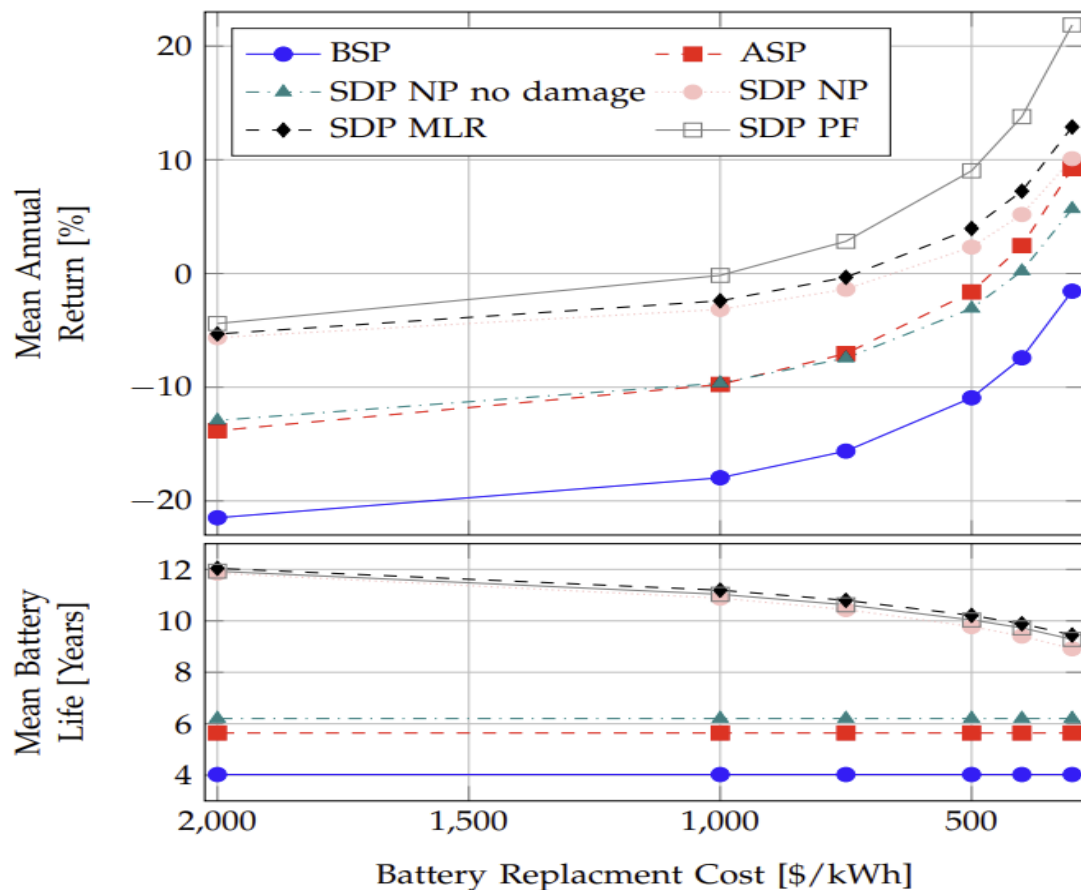 20
10
0
−10
−20
Mean Annual
Return [%]
BSP
ASP
SDP NP no damage
SDP NP
SDP MLR
SDP PF
12
10
8
6
4
Mean Battery
Life [Years]
2,000 1,500 1,000 500
Battery Replacment Cost [$/kWh]